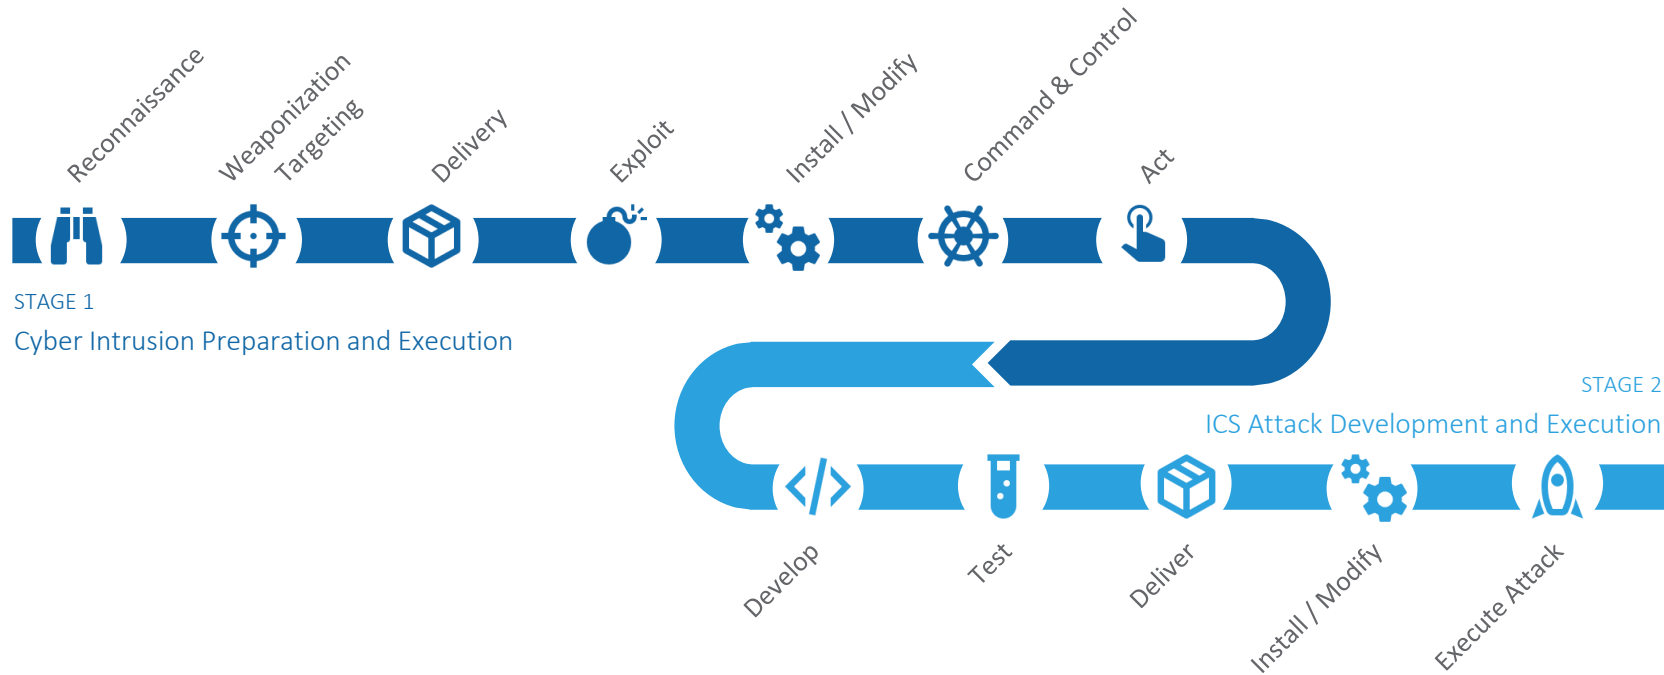 Reconnaissance
Weaponization
Targeting
Delivery
Exploit
Install / Modify
Command & Control
Act
STAGE 1
Cyber Intrusion Preparation and Execution
STAGE 2
ICS Attack Development and Execution
Develop
Test
Deliver
Install / Modify
Execute Attack